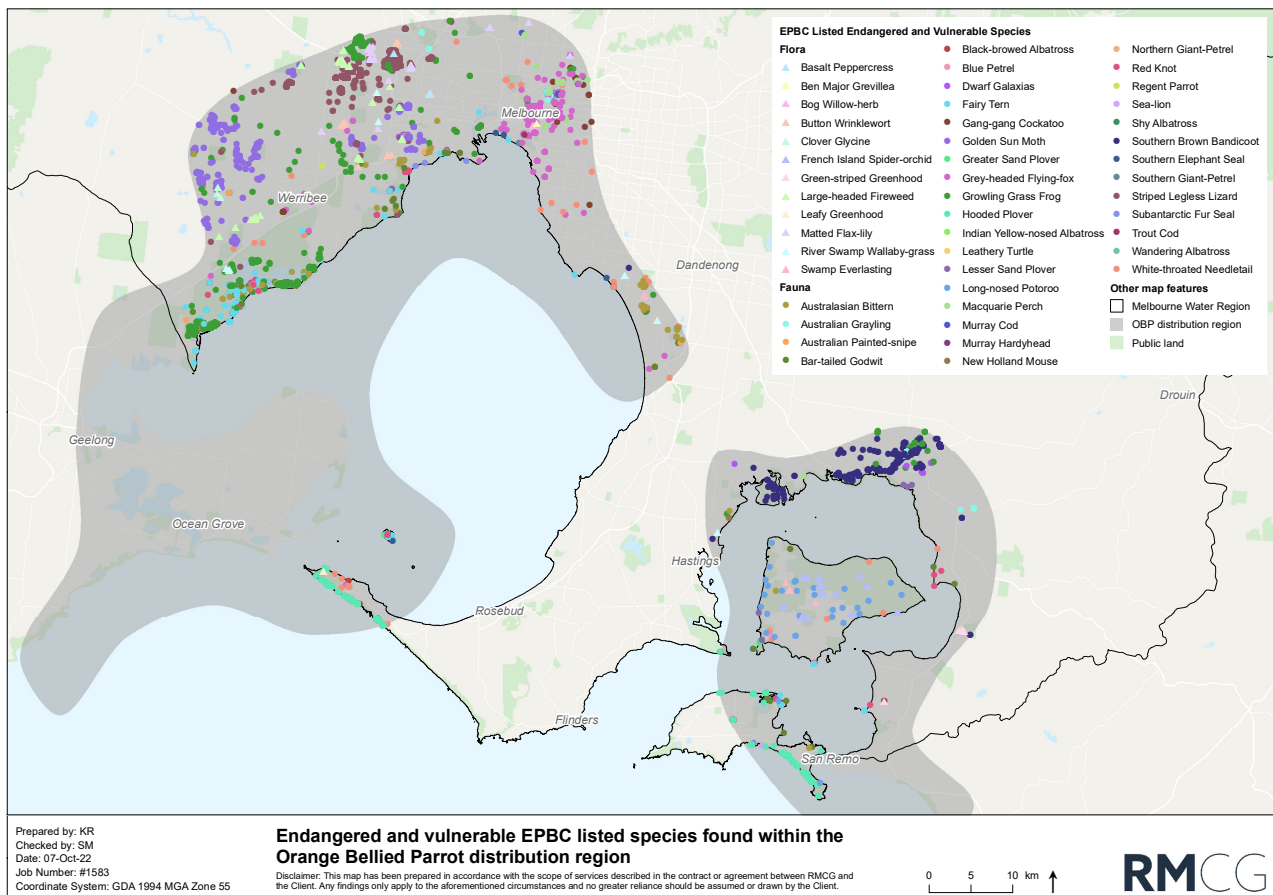 EPBC Listed Endangered and Vulnerable Species
Flora
Basalt Peppercress
Ben Major Grevillea
Bog Willow-herb
Button Wrinklewort
Clover Glycine
French Island Spider-orchid
Green-striped Greenhood
Large-headed Fireweed
Leafy Greenhood
Matted Flax-lily
River Swamp Wallaby-grass
Swamp Everlasting
Fauna
Australasian Bittern
Australian Grayling
Australian Painted-snipe
Bar-tailed Godwit
Black-browed Albatross
Blue Petrel
Dwarf Galaxias
Fairy Tern
Gang-gang Cockatoo
Golden Sun Moth
Greater Sand Plover
Grey-headed Flying-fox
Growling Grass Frog
Hooded Plover
Indian Yellow-nosed Albatross
Leathery Turtle
Lesser Sand Plover
Long-nosed Potoroo
Macquarie Perch
Murray Cod
Murray Hardyhead
New Holland Mouse
Northern Giant-Petrel
Red Knot
Regent Parrot
Sea-lion
Shy Albatross
Southern Brown Bandicoot
Southern Elephant Seal
Southern Giant-Petrel
Striped Legless Lizard
Subantarctic Fur Seal
Trout Cod
Wandering Albatross
White-throated Needletail
Other map features
Melbourne Water Region
OBP distribution region
Public land
Melbourne
Werribee
Dandenong
Drouin
Geelong
Ocean Grove
Hastings
Rosebud
Flinders
San Remo
Prepared by: KR
Checked by: SM
Date: 07-Oct-22
Job Number: #1583
Coordinate System: GDA 1994 MGA Zone 55
Endangered and vulnerable EPBC listed species found within the
Orange Bellied Parrot distribution region
Disclaimer: This map has been prepared in accordance with the scope of services described in the contract or agreement between RMCG and
the Client. Any findings only apply to the aforementioned circumstances and no greater reliance should be assumed or drawn by the Client.
0 5 10 km
RMCG